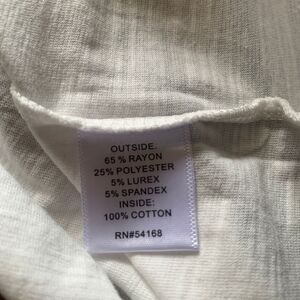 OUTSIDE:
65% RAYON
25% POLYESTER
5% LUREX
5% SPANDEX
INSIDE:
100% COTTON
RN#54168